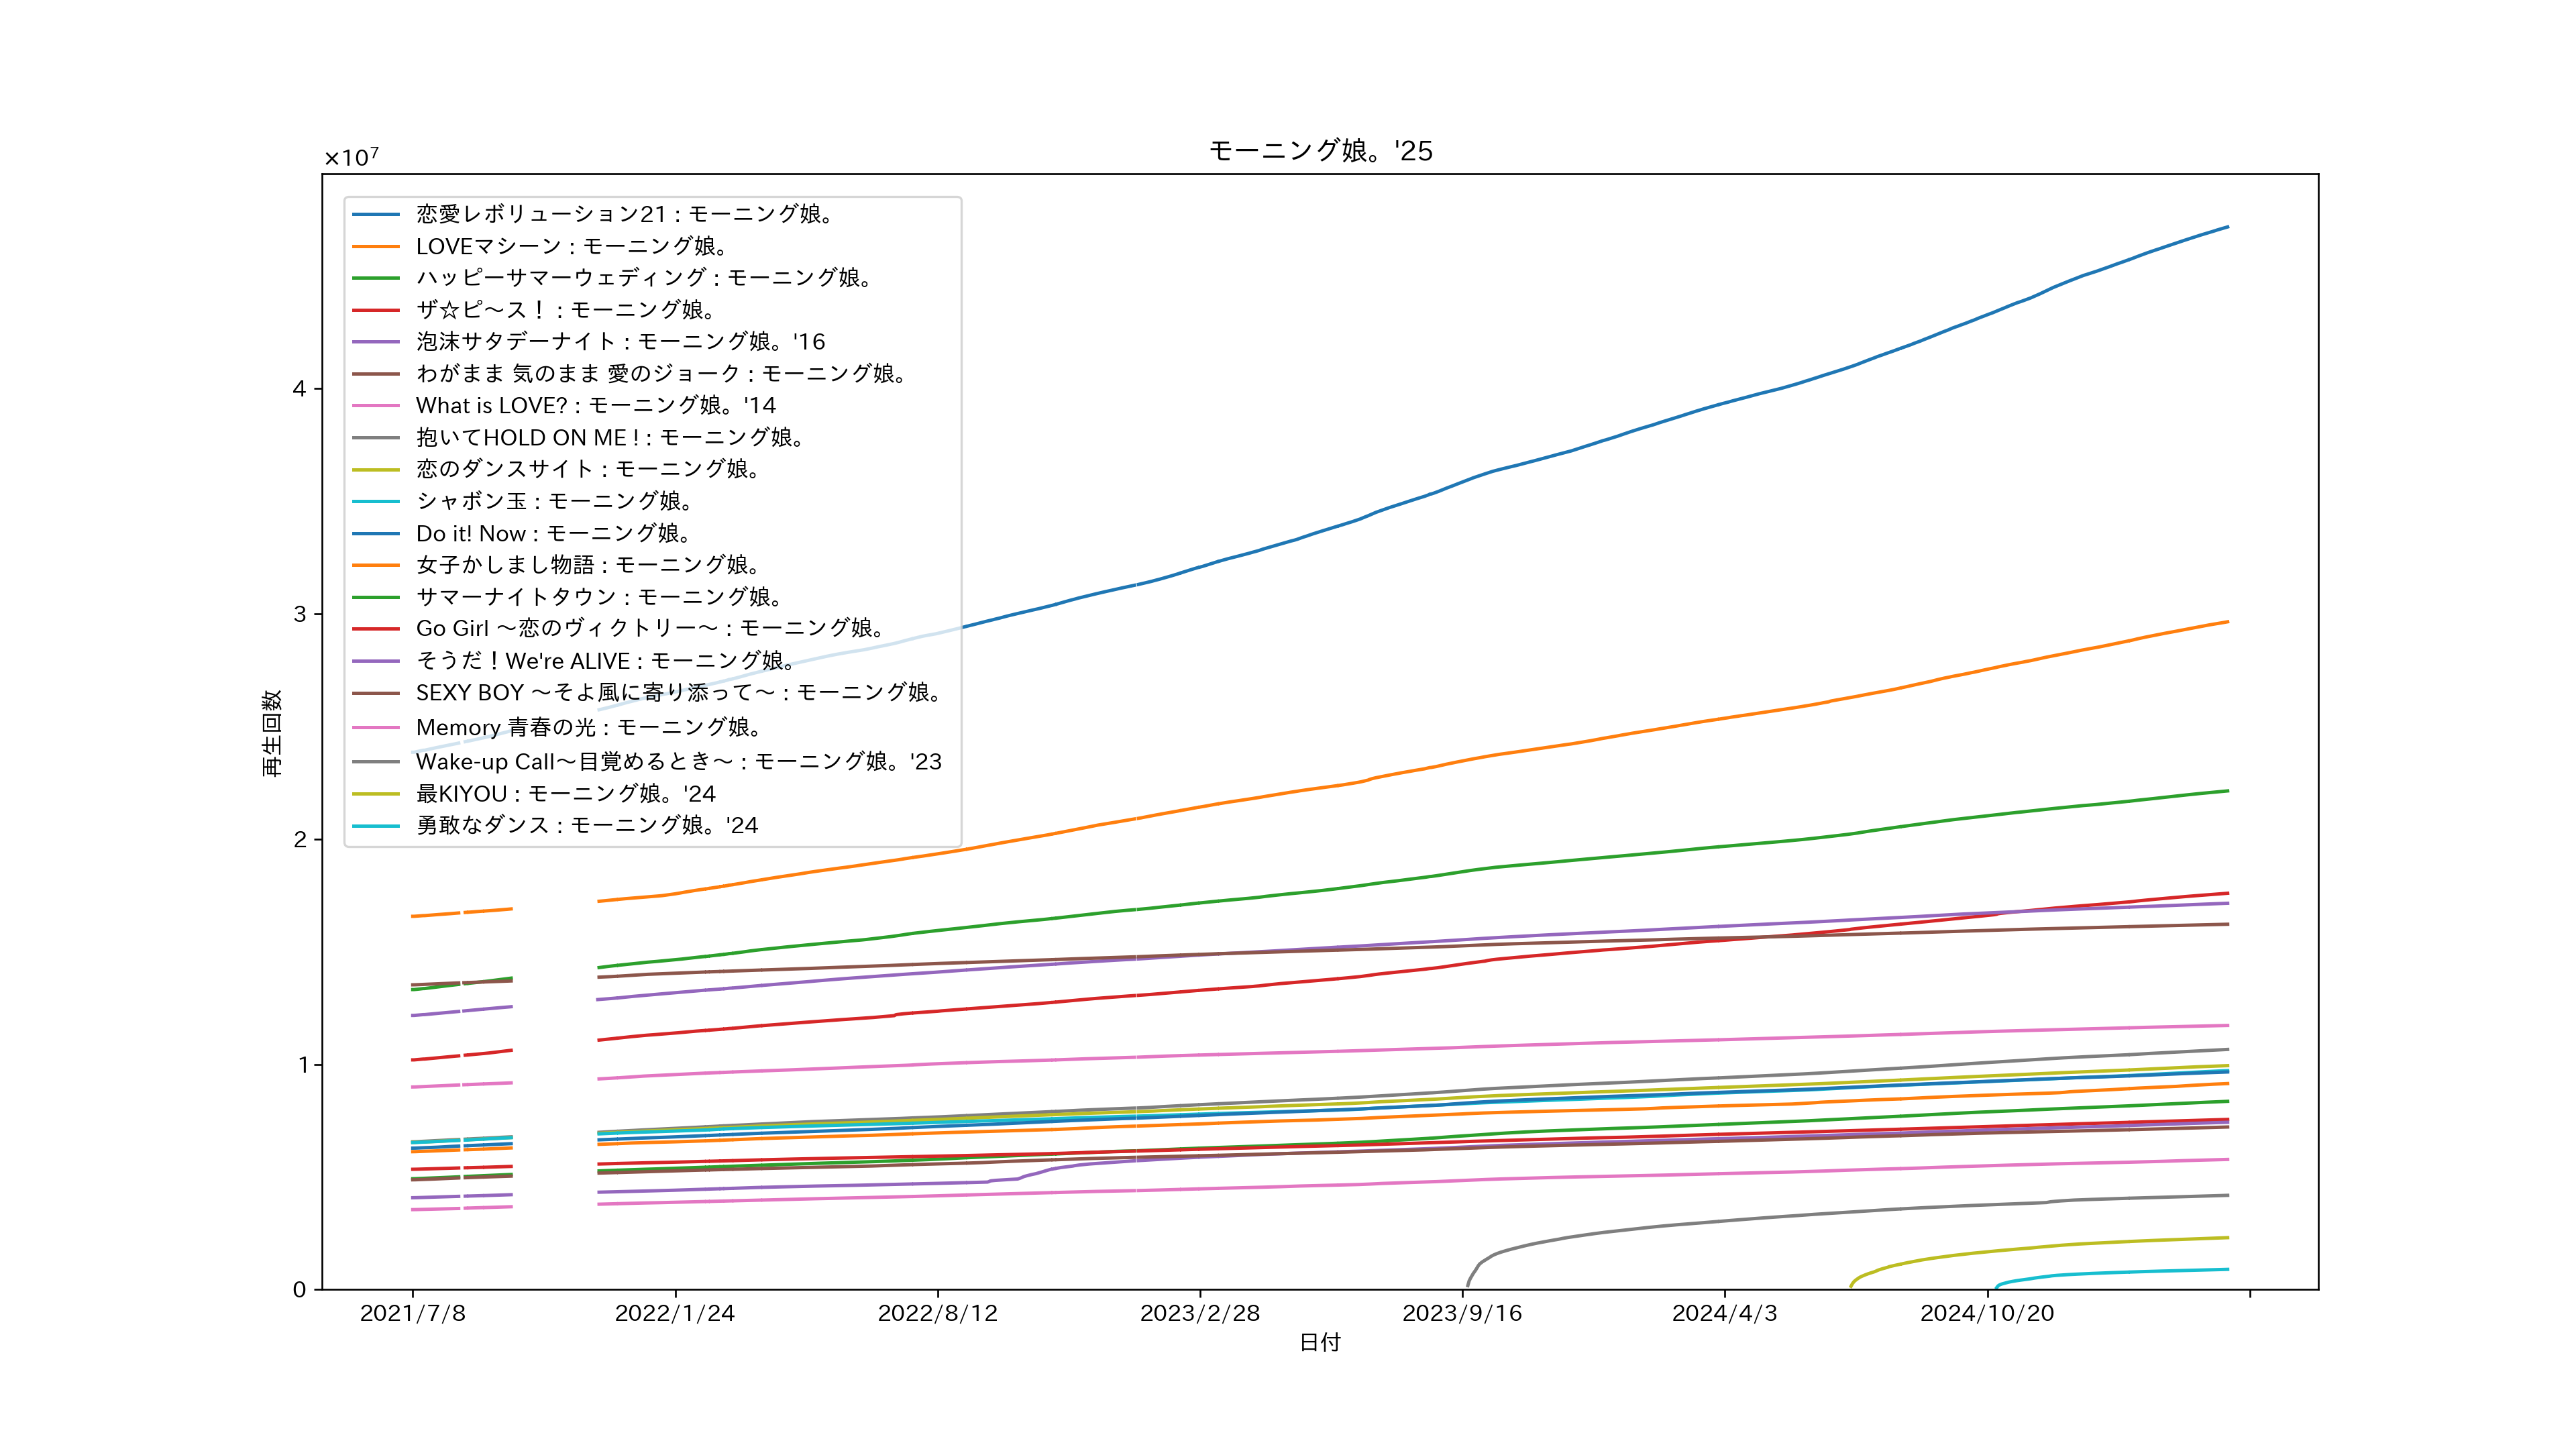 モーニング娘。'25
×10⁷
恋愛レボリューション21 : モーニング娘。
LOVEマシーン : モーニング娘。
ハッピーサマーウェディング : モーニング娘。
ザ☆ピ〜ス！ : モーニング娘。
泡沫サタデーナイト : モーニング娘。'16
わがまま 気のまま 愛のジョーク : モーニング娘。
What is LOVE? : モーニング娘。'14
抱いてHOLD ON ME ! : モーニング娘。
恋のダンスサイト : モーニング娘。
シャボン玉 : モーニング娘。
Do it! Now : モーニング娘。
女子かしまし物語 : モーニング娘。
サマーナイトタウン : モーニング娘。
Go Girl 〜恋のヴィクトリー〜 : モーニング娘。
そうだ！We're ALIVE : モーニング娘。
SEXY BOY 〜そよ風に寄り添って〜 : モーニング娘。
Memory 青春の光 : モーニング娘。
Wake-up Call〜目覚めるとき〜 : モーニング娘。'23
最KIYOU : モーニング娘。'24
勇敢なダンス : モーニング娘。'24
4
3
2
1
0
再生回数
2021/7/8
2022/1/24
2022/8/12
2023/2/28
2023/9/16
2024/4/3
2024/10/20
日付